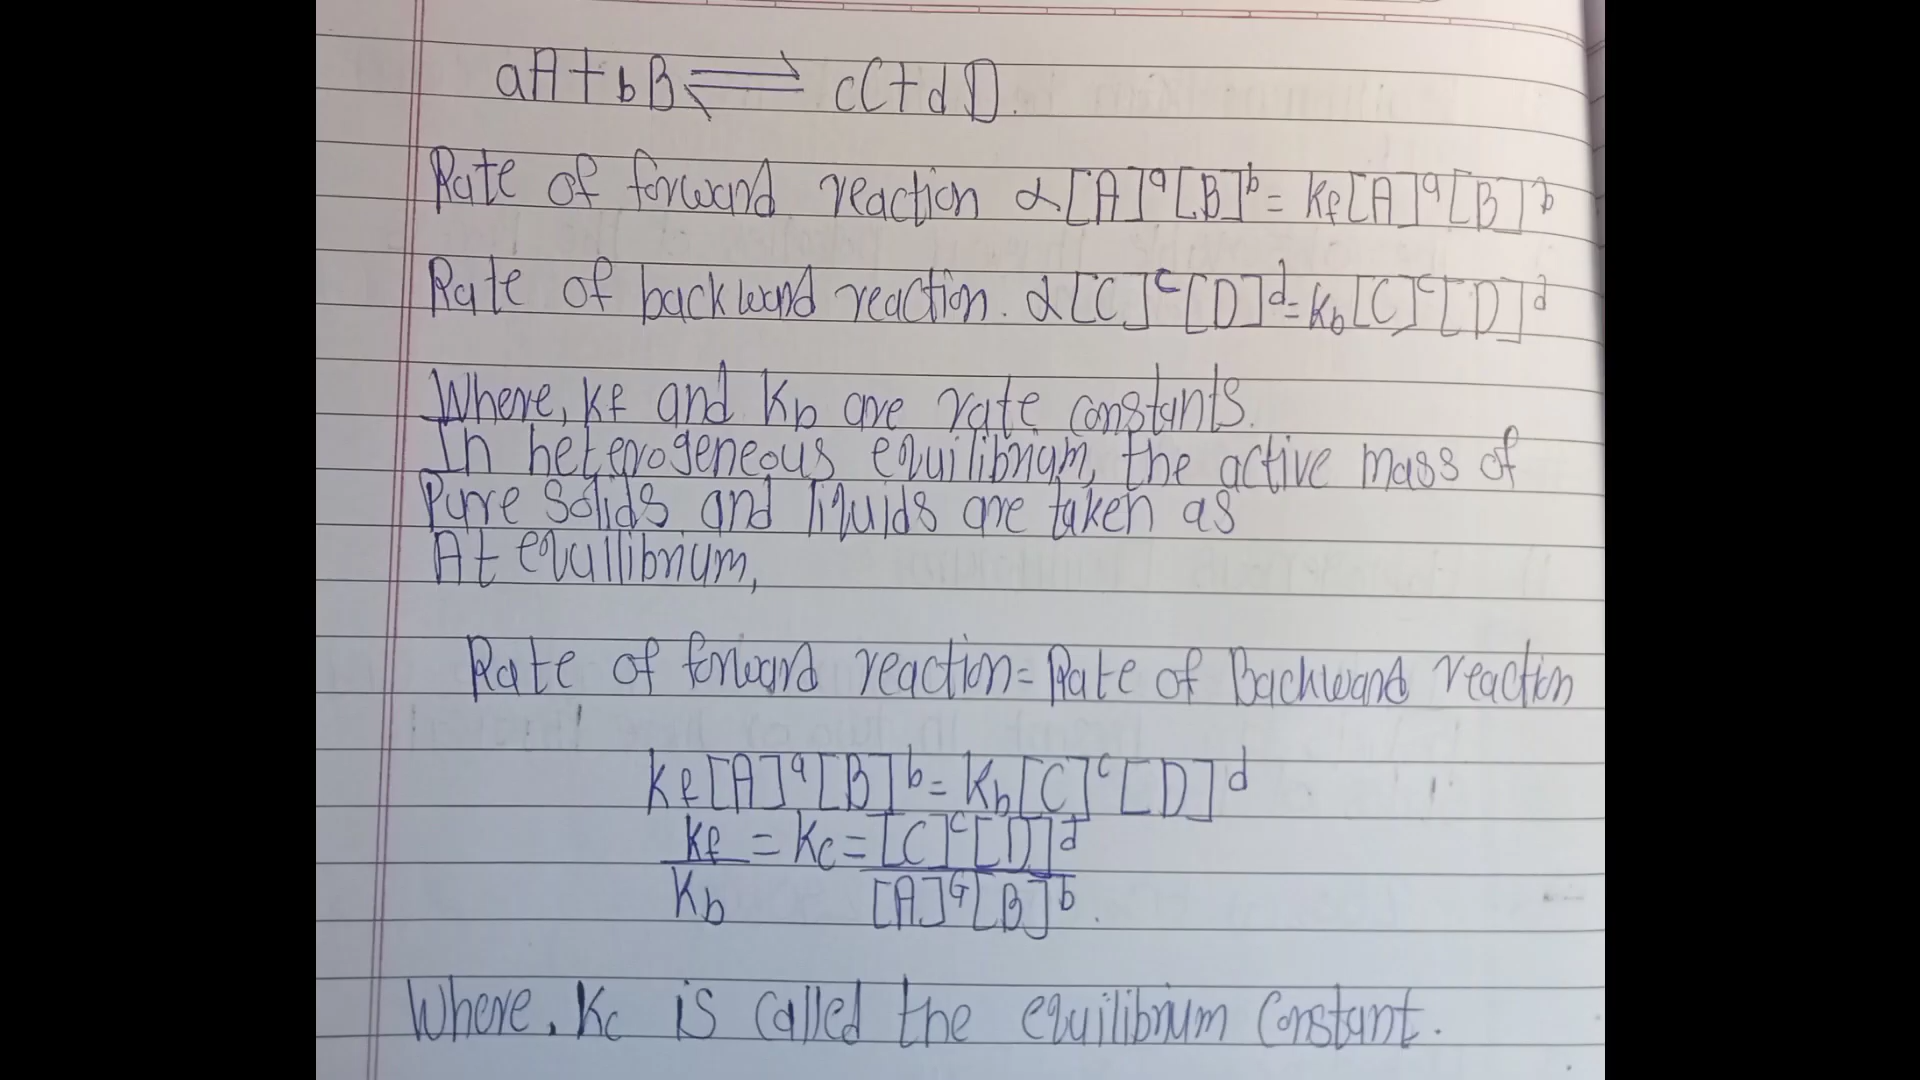 aA + bB ⇌ cC + dD.
Rate of forward reaction α [A]^a [B]^b = Kf [A]^a [B]^b
Rate of backward reaction. α [C]^c [D]^d = Kb [C]^c [D]^d
Where, Kf and Kb are rate constants.
In heterogeneous equilibrium, the active mass of
Pure solids and liquids are taken as
At equilibrium,
Rate of forward reaction = Rate of Backward reaction
Kf [A]^a [B]^b = Kb [C]^c [D]^d
Kf/Kb = Kc = [C]^c [D]^d / [A]^a [B]^b.
Where, Kc is called the equilibrium Constant.